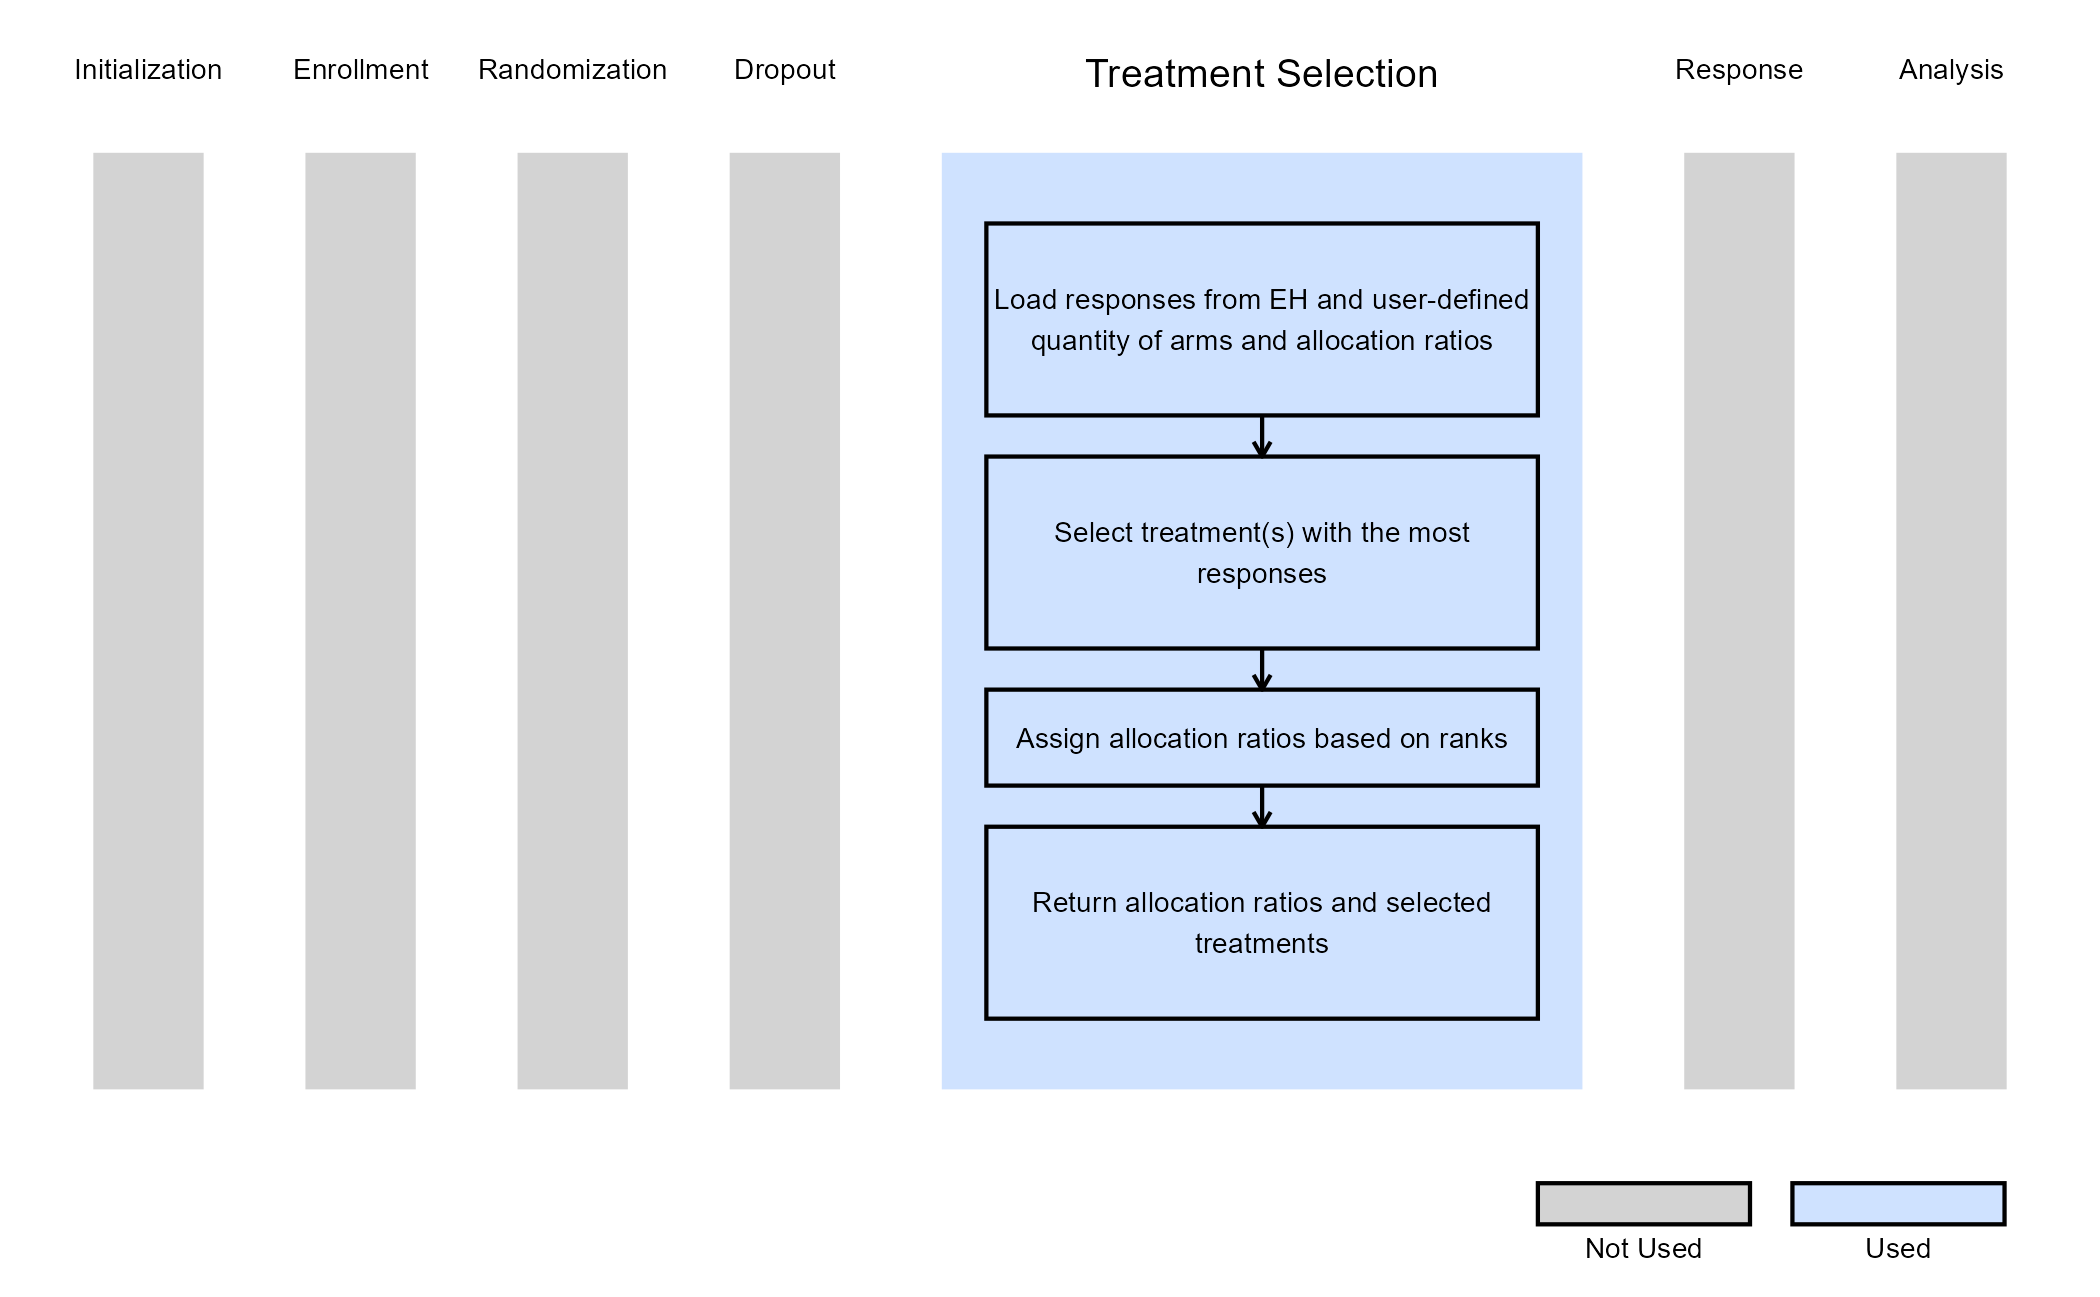 Initialization
Enrollment
Randomization
Dropout
Treatment Selection
Response
Analysis
Load responses from EH and user-defined
quantity of arms and allocation ratios
Select treatment(s) with the most
responses
Assign allocation ratios based on ranks
Return allocation ratios and selected
treatments
Not Used
Used